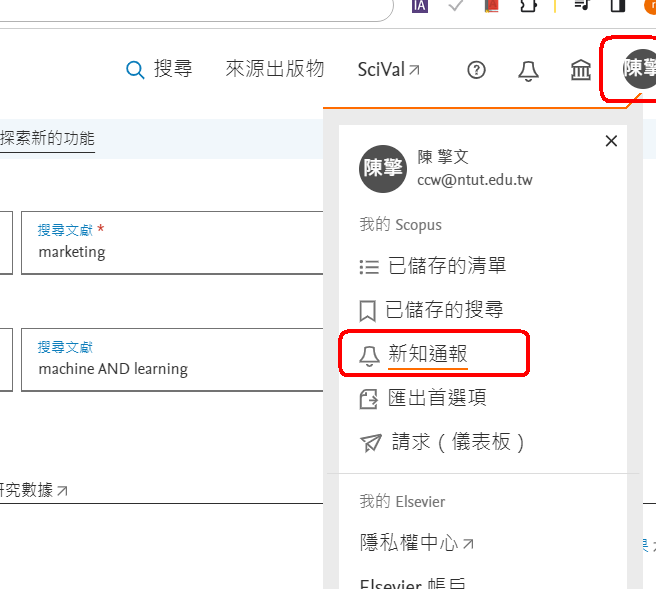 IA
搜尋 來源出版物 SciVal 陳擎
探索新的功能
陳擎 陳 擎文
ccw@ntut.edu.tw
搜尋文獻 *
marketing
我的 Scopus
已儲存的清單
已儲存的搜尋
搜尋文獻
machine AND learning
新知通報
匯出首選項
請求 ( 儀表板 )
研究數據
我的 Elsevier
隱私權中心
Elsevier 帳戶